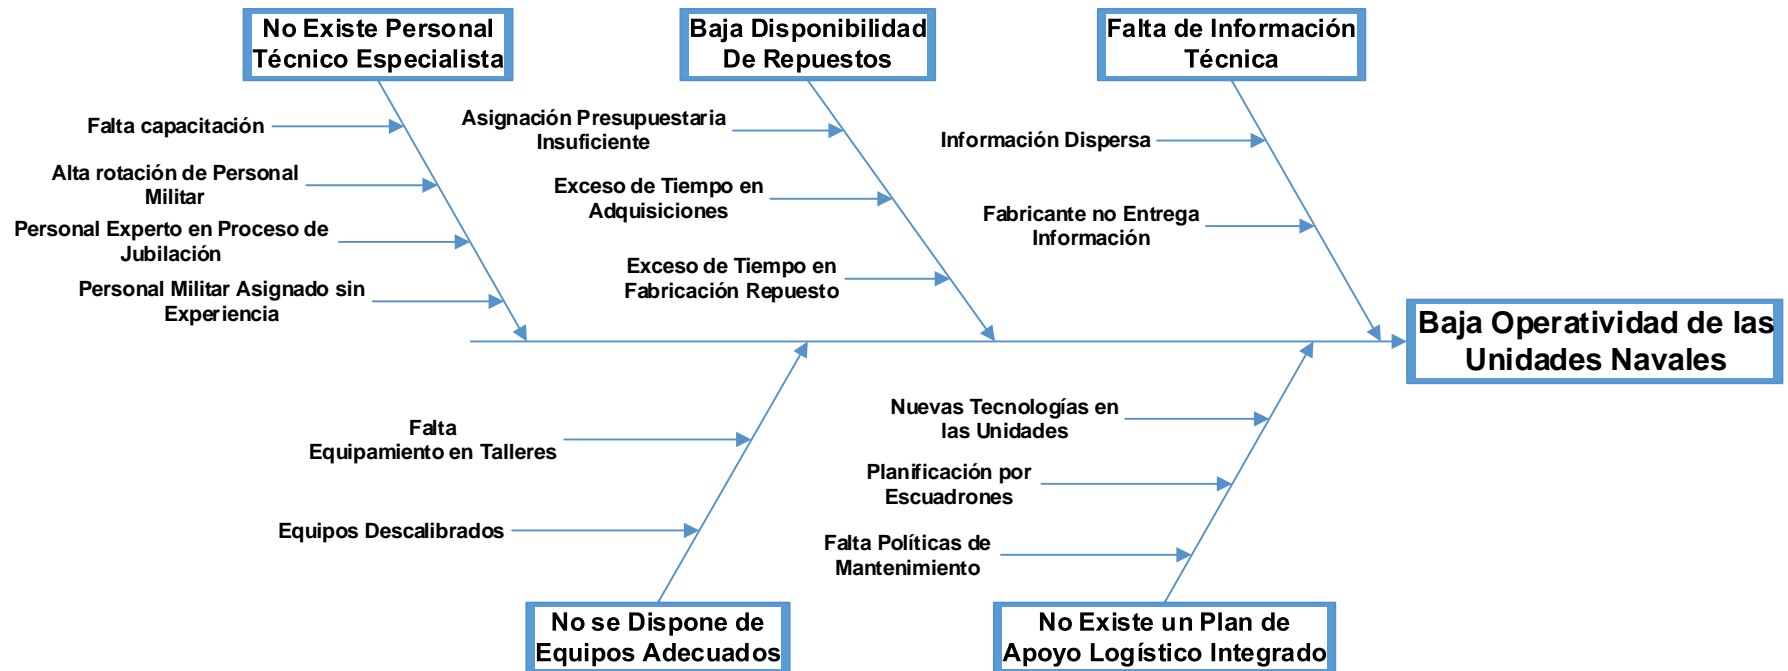 No Existe Personal
Técnico Especialista
Baja Disponibilidad
De Repuestos
Falta de Información
Técnica
Falta capacitación
Alta rotación de Personal
Militar
Personal Experto en Proceso de
Jubilación
Personal Militar Asignado sin
Experiencia
Asignación Presupuestaria
Insuficiente
Exceso de Tiempo en
Adquisiciones
Exceso de Tiempo en
Fabricación Repuesto
Información Dispersa
Fabricante no Entrega
Información
Baja Operatividad de las
Unidades Navales
Falta
Equipamiento en Talleres
Equipos Descalibrados
Nuevas Tecnologías en
las Unidades
Planificación por
Escuadrones
Falta Políticas de
Mantenimiento
No se Dispone de
Equipos Adecuados
No Existe un Plan de
Apoyo Logístico Integrado